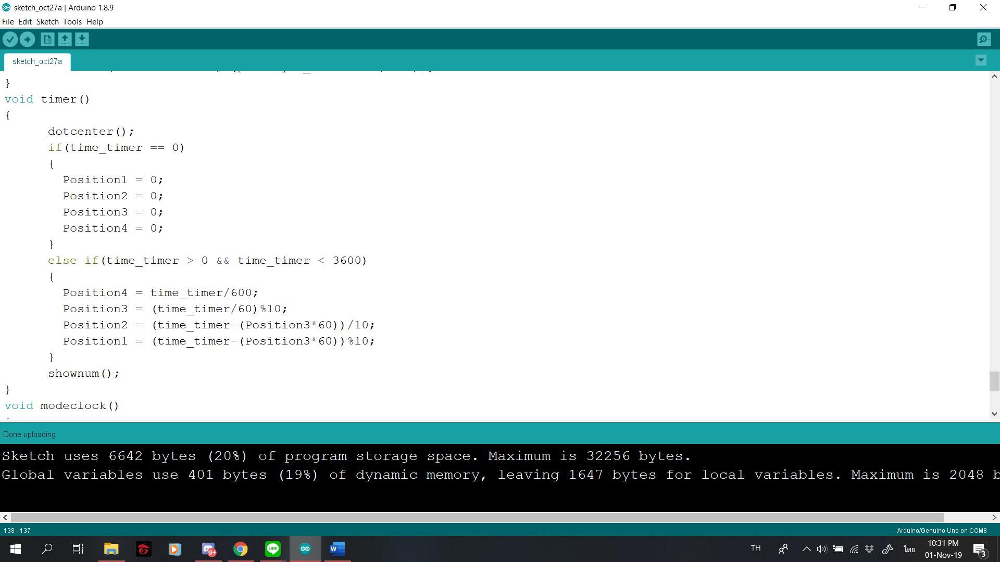 sketch_oct27a | Arduino 1.8.9
File Edit Sketch Tools Help
sketch_oct27a
}
void timer()
{
dotcenter();
if(time_timer == 0)
{
Position1 = 0;
Position2 = 0;
Position3 = 0;
Position4 = 0;
}
else if(time_timer > 0 && time_timer < 3600)
{
Position4 = time_timer/600;
Position3 = (time_timer/60)%10;
Position2 = (time_timer-(Position3*60))/10;
Position1 = (time_timer-(Position3*60))%10;
}
shownum();
}
void modeclock()
Done uploading.
Sketch uses 6642 bytes (20%) of program storage space. Maximum is 32256 bytes.
Global variables use 401 bytes (19%) of dynamic memory, leaving 1647 bytes for local variables. Maximum is 2048 b
138 - 137
Arduino/Genuino Uno on COM8
9+
LINE
W
TH
ไทย
10:31 PM
01-Nov-19
3